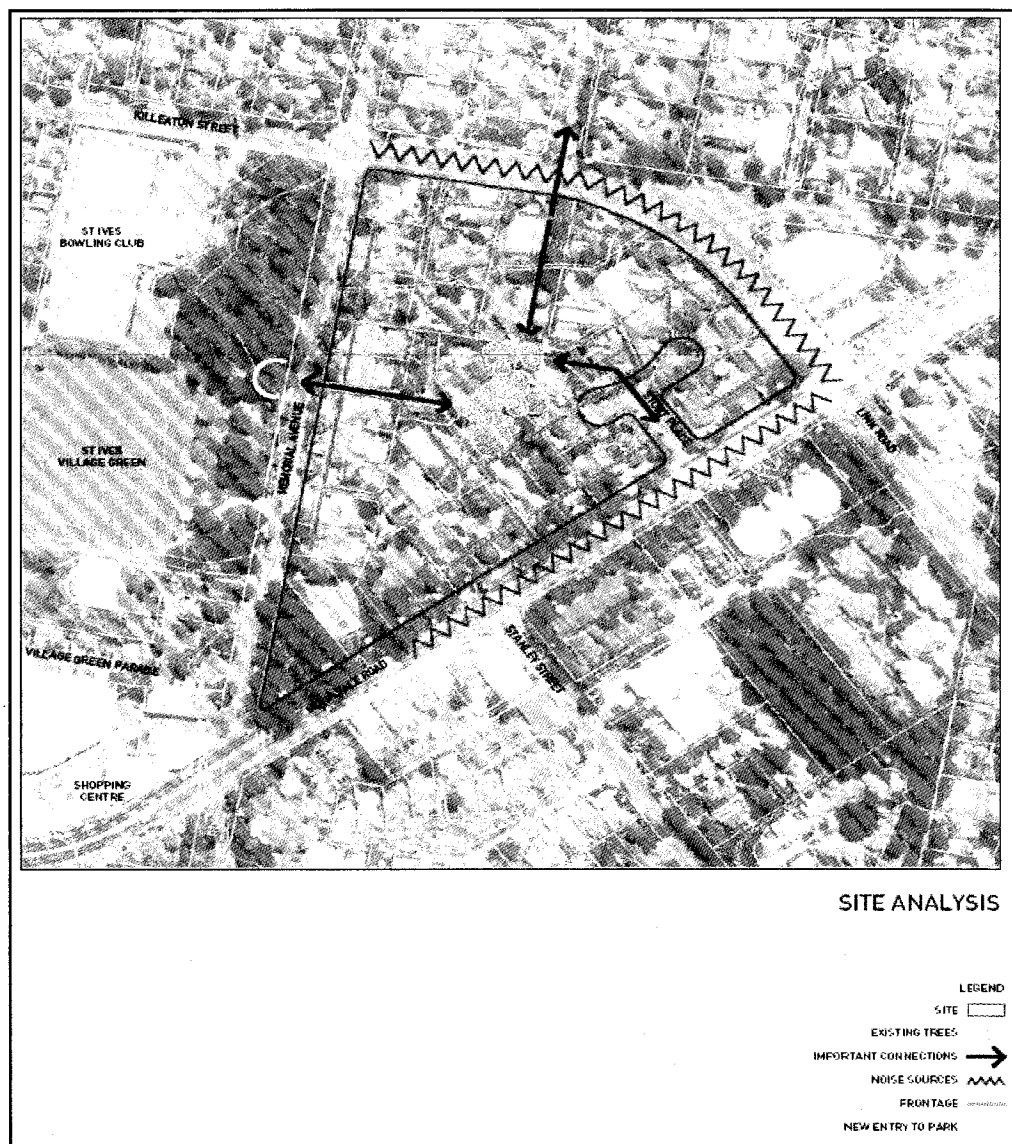 KILLEATON STREET
ST IVES
BOWLING CLUB
ST IVES
VILLAGE GREEN
MEMORIAL AVENUE
LINK ROAD
VILLAGE GREEN PARADE
ROAD
STANLEY STREET
SHOPPING
CENTRE
SITE ANALYSIS
LEGEND
SITE
EXISTING TREES
IMPORTANT CONNECTIONS
NOISE SOURCES
FRONTAGE
NEW ENTRY TO PARK